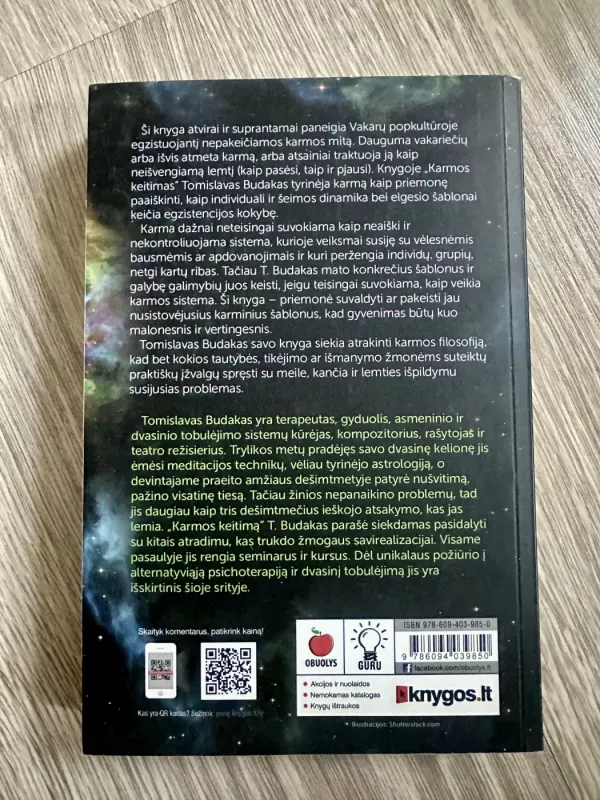 Ši knyga atvirai ir suprantamai paneigia Vakarų popkultūroje
egzistuojantį nepakeičiamos karmos mitą. Dauguma vakariečių
arba išvis atmeta karmą, arba atsainiai traktuoja ją kaip
neišvengiamą lemtį (kaip pasėsi, taip ir pjausi). Knygoje „Karmos
keitimas“ Tomislavas Budakas tyrinėja karmą kaip priemonę
paaiškinti, kaip individuali ir šeimos dinamika bei elgesio šablonai
keičia egzistencijos kokybę.
Karma dažnai neteisingai suvokiama kaip neaiški ir
nekontroliuojama sistema, kurioje veiksmai susiję su vėlesnėmis
bausmėmis ar apdovanojimais ir kuri peržengia individų, grupių,
netgi kartų ribas. Tačiau T. Budakas mato konkrečius šablonus ir
galybę galimybių juos keisti, jeigu teisingai suvokiama, kaip veikia
karmos sistema. Ši knyga – priemonė suvaldyti ar pakeisti jau
nusistovėjusius karminius šablonus, kad gyvenimas būtų kuo
malonesnis ir vertingesnis.
Tomislavas Budakas savo knyga siekia atrakinti karmos filosofiją,
kad bet kokios tautybės, tikėjimo ar išmanymo žmonėms suteiktų
praktiškų įžvalgų spręsti su meile, kančia ir lemties išpildymu
susijusias problemas.
Tomislavas Budakas yra terapeutas, gyduolis, asmeninio ir
dvasinio tobulėjimo sistemų kūrėjas, kompozitorius, rašytojas ir
teatro režisierius. Trylikos metų pradėjęs savo dvasinę kelionę jis
ėmėsi meditacijos technikų, vėliau tyrinėjo astrologiją, o
devintajame praeito amžiaus dešimtmetyje patyrė nušvitimą,
pažino visatinę tiesą. Tačiau žinios nepanaikino problemų, tad
jis daugiau kaip tris dešimtmečius ieškojo atsakymo, kas jas
lemia. „Karmos keitimą“ T. Budakas parašė siekdamas pasidalyti
su kitais atradimu, kas trukdo žmogaus savirealizacijai. Visame
pasaulyje jis rengia seminarus ir kursus. Dėl unikalaus požiūrio į
alternatyviąją psichoterapiją ir dvasinį tobulėjimą jis yra
išskirtinis šioje srityje.
Skaityk komentarus, patikrink kainą!
Kas yra QR kodas? Sužinok:
OBUOLYS
GURU
ISBN 978-609-403-985-0
9 786094 039850
facebook.com/obuolys.lt
• Akcijos ir nuolaidos
• Nemokamas katalogas
• Knygų ištraukos
knygos.lt
• Iliustracijos: Shutterstock.com